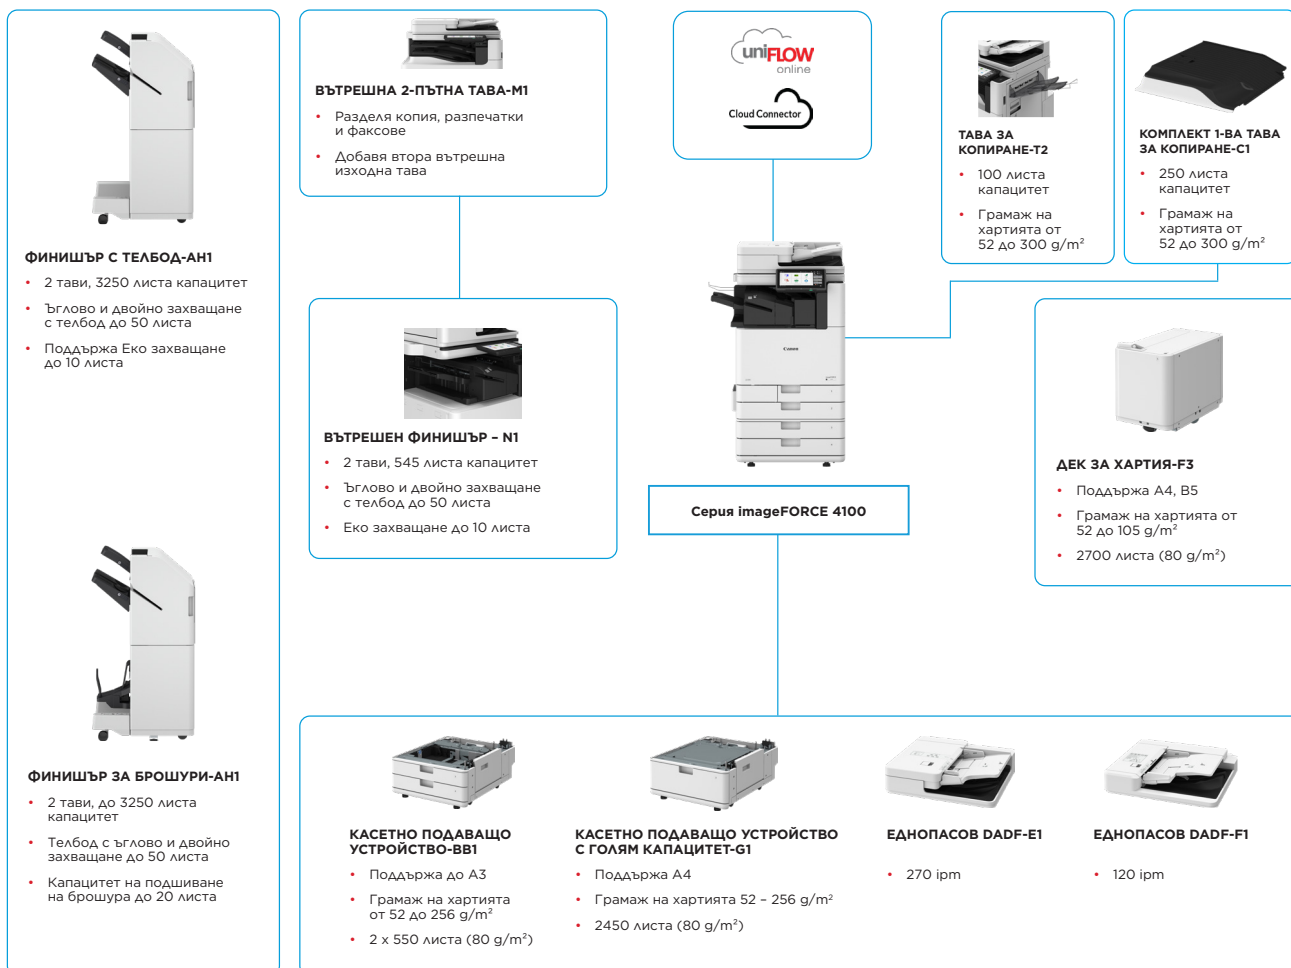 ФИНИШЪР С ТЕЛБОД-AH1
• 2 тави, 3250 листа капацитет
• Ъглово и двойно захващане
с телбод до 50 листа
• Поддържа Еко захващане
до 10 листа
ФИНИШЪР ЗА БРОШУРИ-AH1
• 2 тави, до 3250 листа
капацитет
• Телбод с ъглово и двойно
захващане до 50 листа
• Капацитет на подшиване
на брошура до 20 листа
ВЪТРЕШНА 2-ПЪТНА ТАВА-M1
• Разделя копия, разпечатки
и факсове
• Добавя втора вътрешна
изходна тава
ВЪТРЕШЕН ФИНИШЪР – N1
• 2 тави, 545 листа капацитет
• Ъглово и двойно захващане
с телбод до 50 листа
• Еко захващане до 10 листа
uniFLOW
online
Cloud Connector
Canon
Серия imageFORCE 4100
ТАВА ЗА
КОПИРАНЕ-T2
• 100 листа
капацитет
• Грамаж на
хартията от
52 до 300 g/m²
КОМПЛЕКТ 1-ВА ТАВА
ЗА КОПИРАНЕ-C1
• 250 листа
капацитет
• Грамаж на
хартията от
52 до 300 g/m²
ДЕК ЗА ХАРТИЯ-F3
• Поддържа A4, B5
• Грамаж на хартията от
52 до 105 g/m²
• 2700 листа (80 g/m²)
КАСЕТНО ПОДАВАЩО
УСТРОЙСТВО-BB1
• Поддържа до A3
• Грамаж на хартията
от 52 до 256 g/m²
• 2 x 550 листа (80 g/m²)
КАСЕТНО ПОДАВАЩО УСТРОЙСТВО
С ГОЛЯМ КАПАЦИТЕТ-G1
• Поддържа A4
• Грамаж на хартията 52 – 256 g/m²
• 2450 листа (80 g/m²)
ЕДНОПАСОВ DADF-E1
• 270 ipm
ЕДНОПАСОВ DADF-F1
• 120 ipm